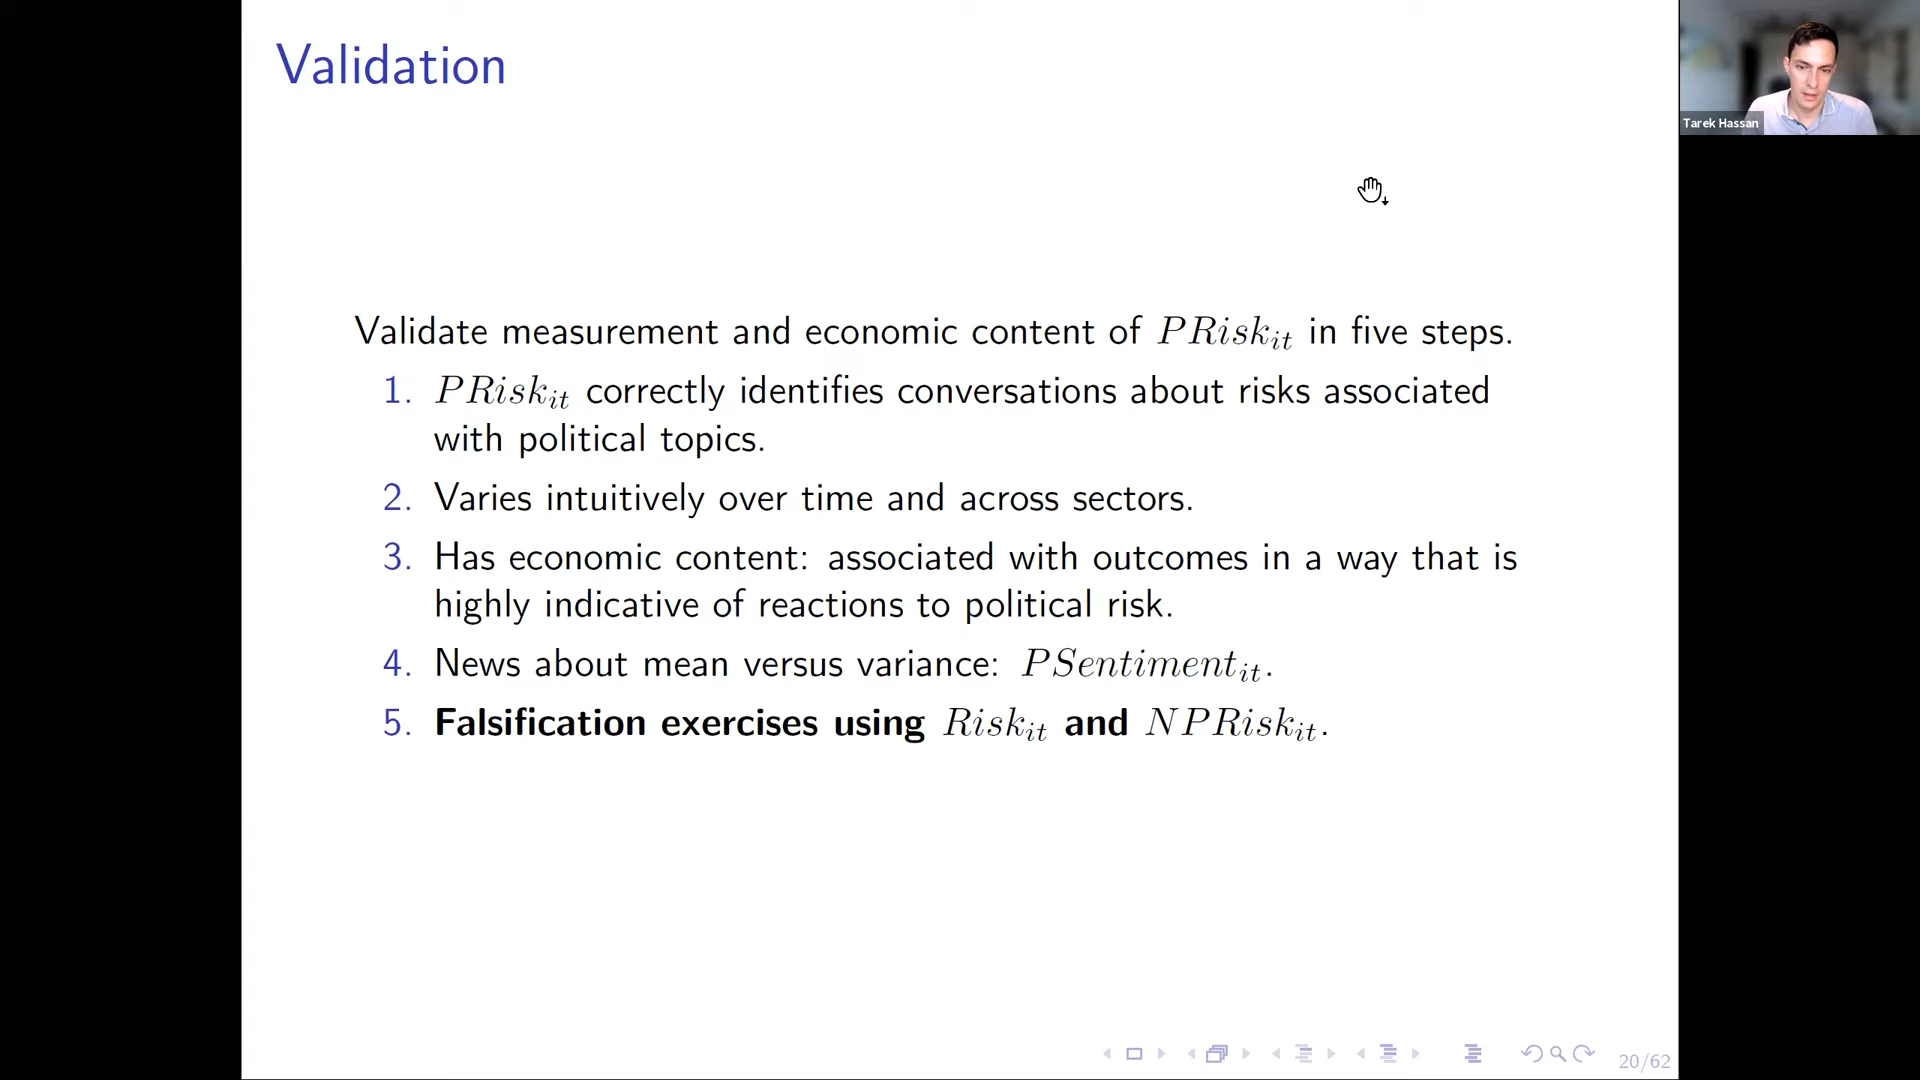 Validation
Tarek Hassan
Validate measurement and economic content of PRisk_it in five steps.
1. PRisk_it correctly identifies conversations about risks associated
with political topics.
2. Varies intuitively over time and across sectors.
3. Has economic content: associated with outcomes in a way that is
highly indicative of reactions to political risk.
4. News about mean versus variance: PSentiment_it.
5. Falsification exercises using Risk_it and NPRisk_it.
20/62